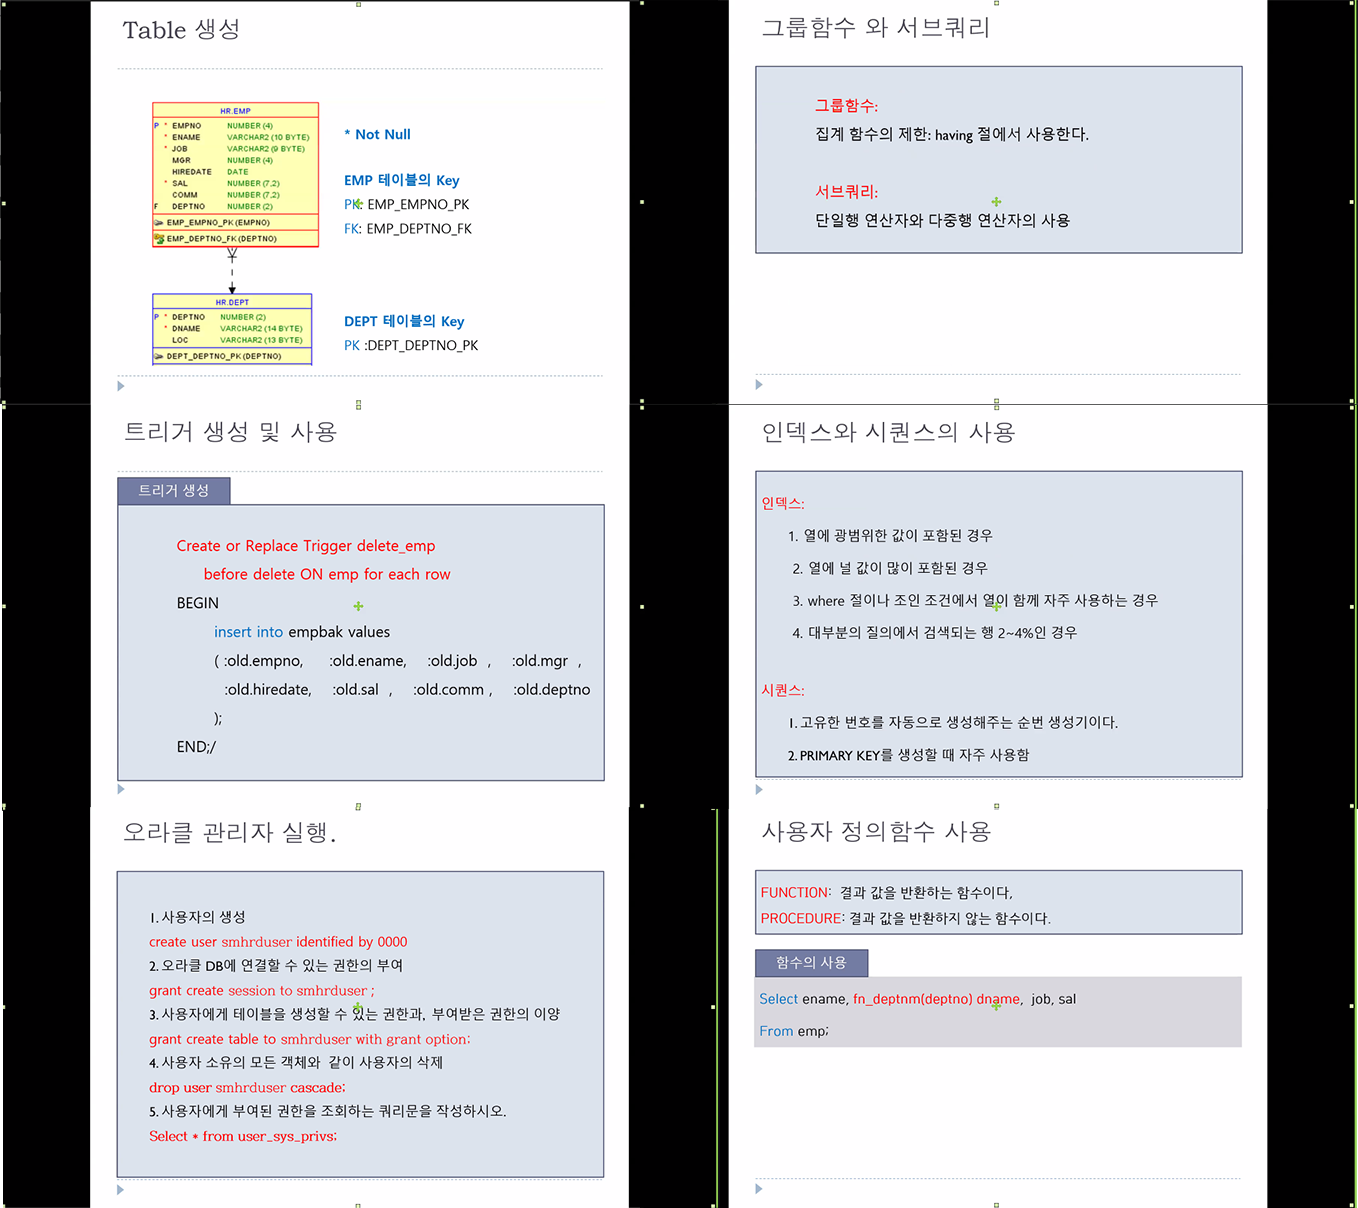 Table 생성
HR.EMP
P * EMPNO NUMBER (4)
* ENAME VARCHAR2 (10 BYTE)
* JOB VARCHAR2 (9 BYTE)
MGR NUMBER (4)
HIREDATE DATE
* SAL NUMBER (7,2)
COMM NUMBER (7,2)
F DEPTNO NUMBER (2)
EMP_EMPNO_PK (EMPNO)
EMP_DEPTNO_FK (DEPTNO)
* Not Null
EMP 테이블의 Key
PK: EMP_EMPNO_PK
FK: EMP_DEPTNO_FK
HR.DEPT
P * DEPTNO NUMBER (2)
* DNAME VARCHAR2 (14 BYTE)
LOC VARCHAR2 (13 BYTE)
DEPT_DEPTNO_PK (DEPTNO)
DEPT 테이블의 Key
PK :DEPT_DEPTNO_PK
그룹함수 와 서브쿼리
그룹함수:
집계 함수의 제한: having 절에서 사용한다.
서브쿼리:
단일행 연산자와 다중행 연산자의 사용
트리거 생성 및 사용
트리거 생성
Create or Replace Trigger delete_emp
before delete ON emp for each row
BEGIN
insert into empbak values
( :old.empno, :old.ename, :old.job , :old.mgr ,
:old.hiredate, :old.sal , :old.comm , :old.deptno
);
END;/
인덱스와 시퀀스의 사용
인덱스:
1. 열에 광범위한 값이 포함된 경우
2. 열에 널 값이 많이 포함된 경우
3. where 절이나 조인 조건에서 열이 함께 자주 사용하는 경우
4. 대부분의 질의에서 검색되는 행 2~4%인 경우
시퀀스:
1. 고유한 번호를 자동으로 생성해주는 순번 생성기이다.
2. PRIMARY KEY를 생성할 때 자주 사용함
오라클 관리자 실행.
1. 사용자의 생성
create user smhrduser identified by 0000
2. 오라클 DB에 연결할 수 있는 권한의 부여
grant create session to smhrduser ;
3. 사용자에게 테이블을 생성할 수 있는 권한과, 부여받은 권한의 이양
grant create table to smhrduser with grant option;
4. 사용자 소유의 모든 객체와 같이 사용자의 삭제
drop user smhrduser cascade;
5. 사용자에게 부여된 권한을 조회하는 쿼리문을 작성하시오.
Select * from user_sys_privs;
사용자 정의함수 사용
FUNCTION: 결과 값을 반환하는 함수이다,
PROCEDURE: 결과 값을 반환하지 않는 함수이다.
함수의 사용
Select ename, fn_deptnm(deptno) dname, job, sal
From emp;